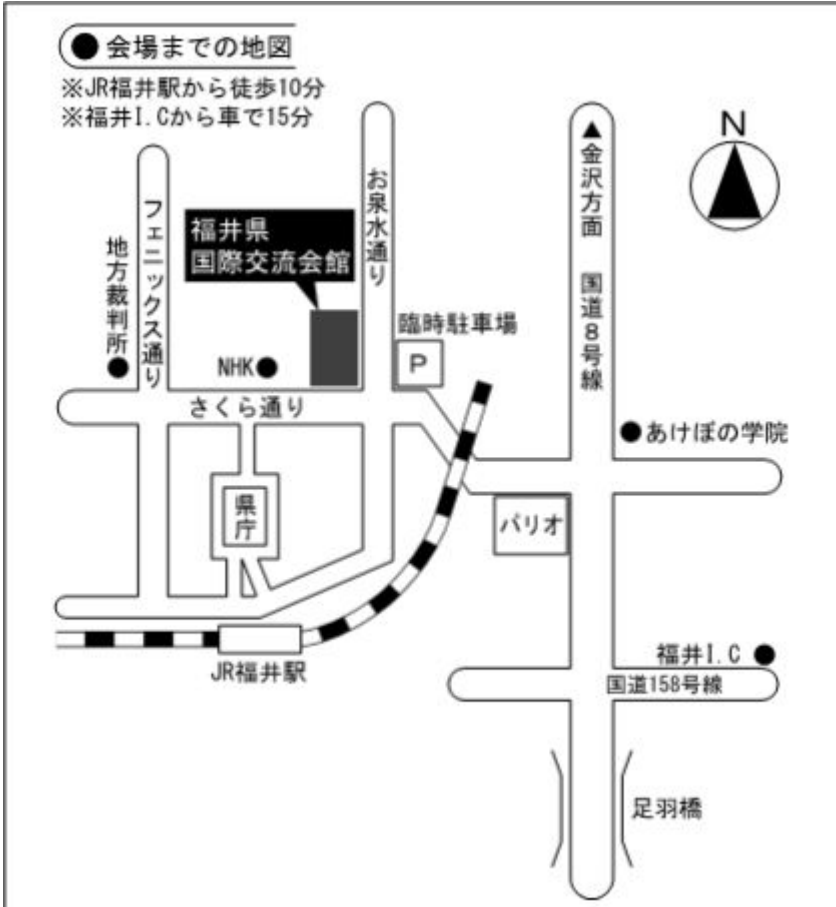 ●会場までの地図
※JR福井駅から徒歩10分
※福井I.Cから車で15分
N
▲金沢方面 国道8号線
お泉水通り
フェニックス通り
福井県
国際交流会館
地方裁判所
臨時駐車場
P
NHK
さくら通り
あけぼの学院
県庁
パリオ
JR福井駅
福井I.C
国道158号線
足羽橋